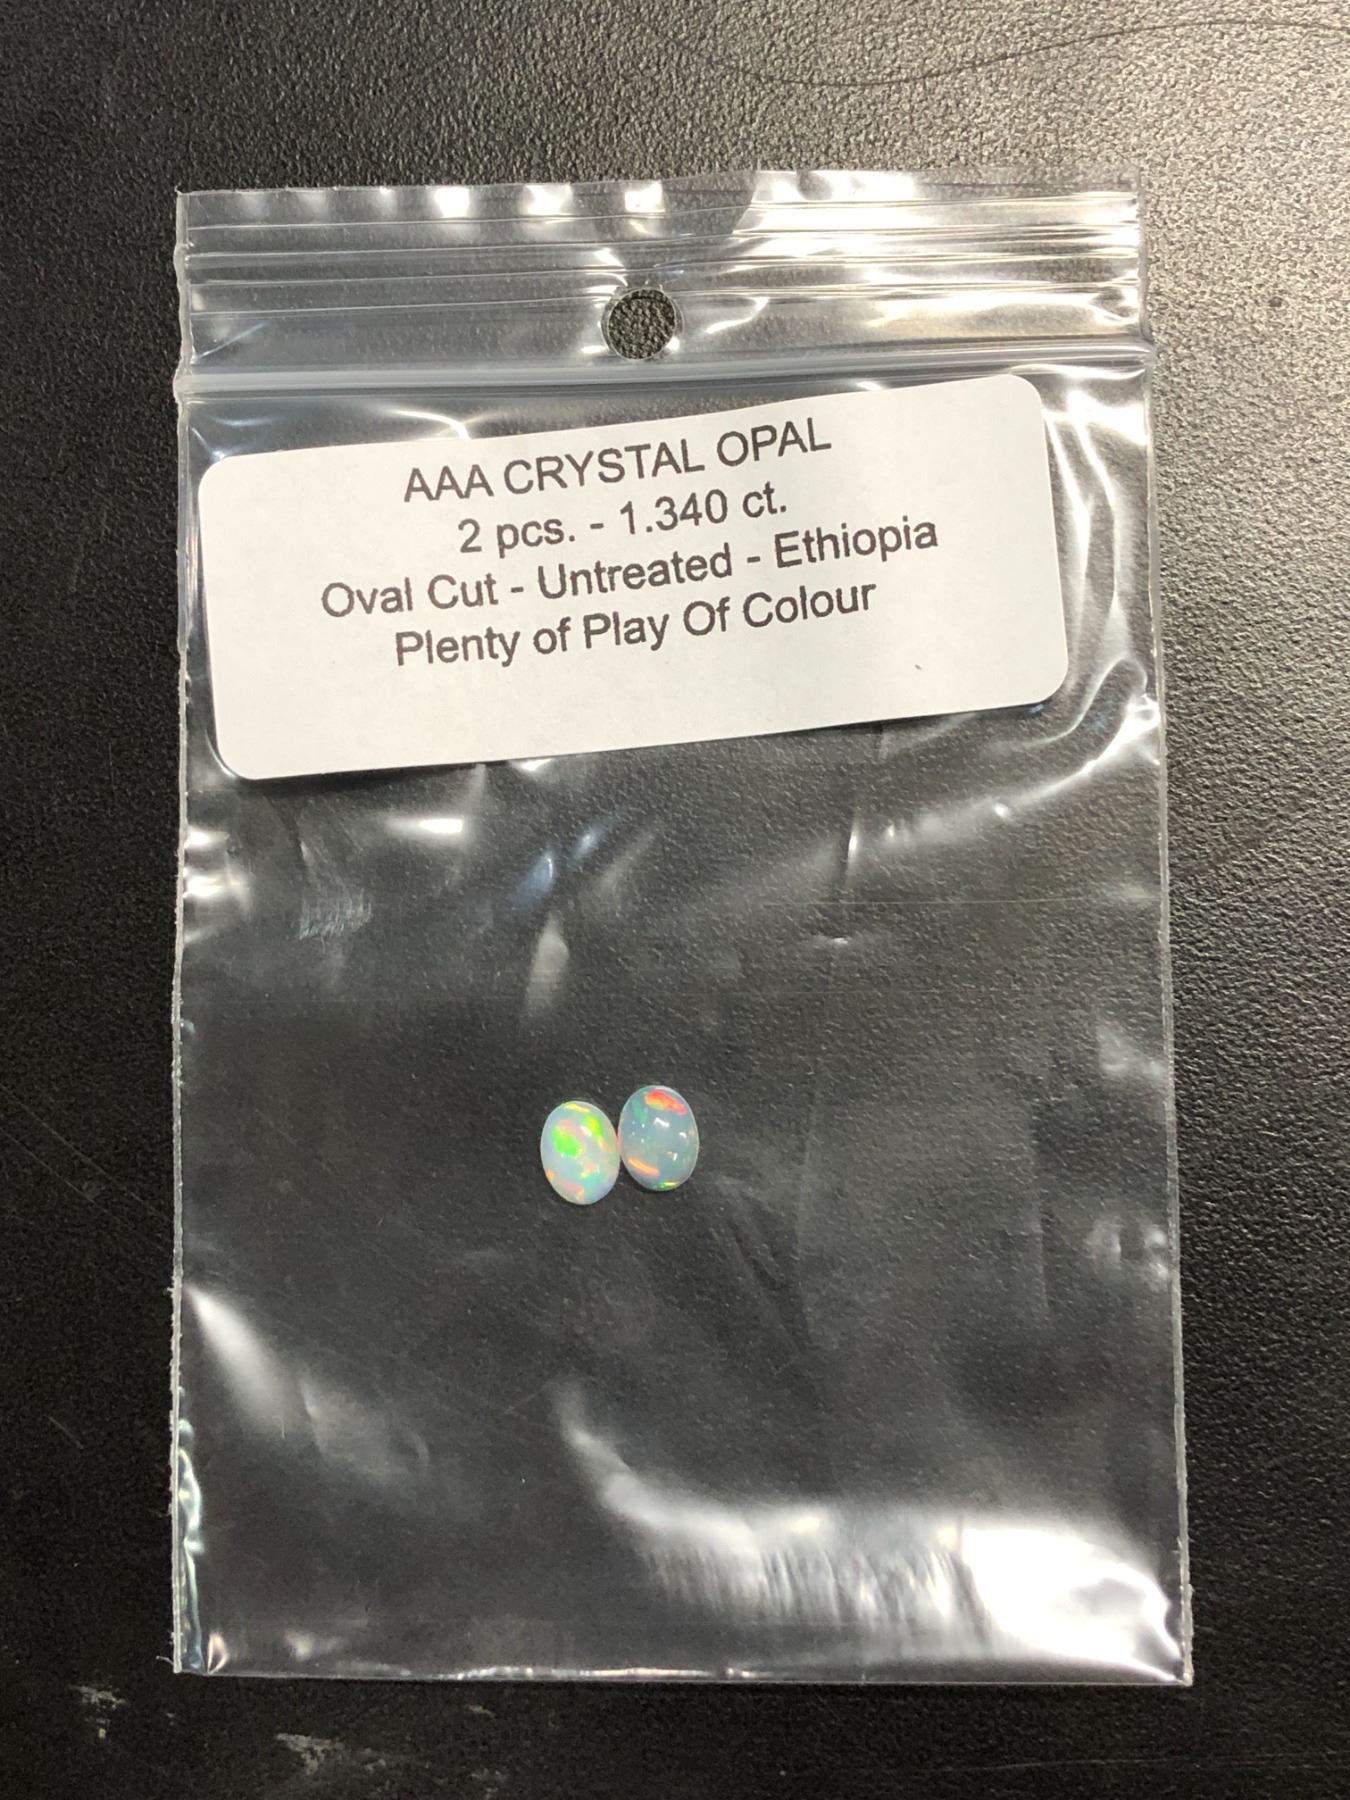 AAA CRYSTAL OPAL
2 pcs. - 1.340 ct.
Oval Cut - Untreated - Ethiopia
Plenty of Play Of Colour